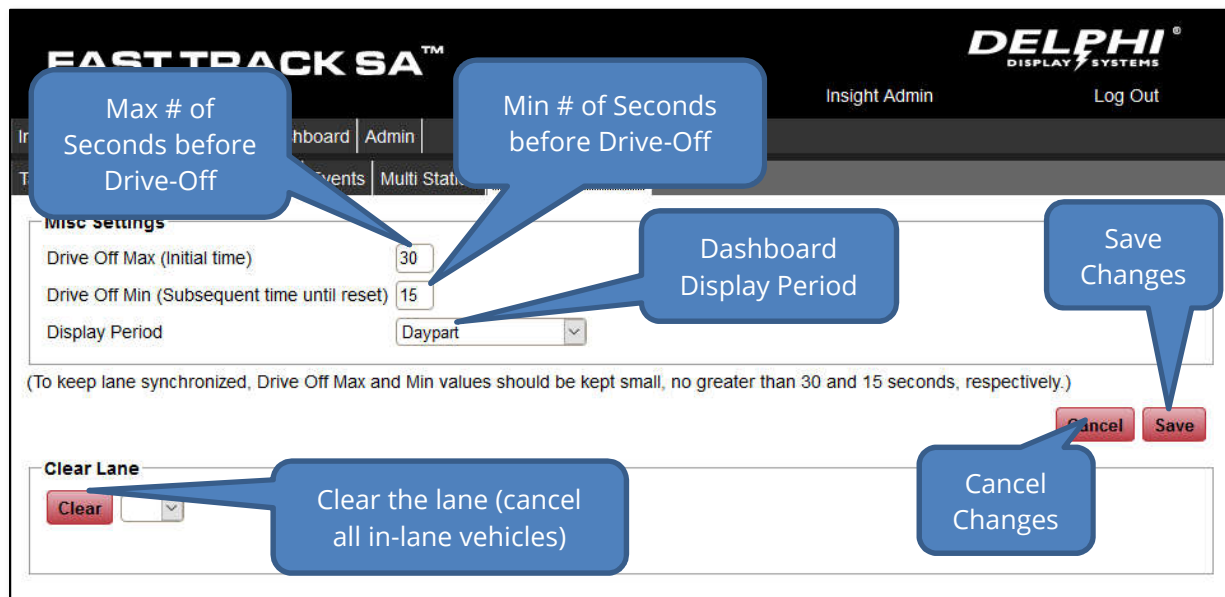 FAST TRACK SA™
DELPHI®
DISPLAY SYSTEMS
Insight Admin
Log Out
Max # of
Seconds before
Drive-Off
Min # of Seconds
before Drive-Off
Admin
Events
Multi
Misc Settings
Drive Off Max (Initial time)
30
Drive Off Min (Subsequent time until reset)
15
Display Period
Daypart
Dashboard
Display Period
Save
Changes
(To keep lane synchronized, Drive Off Max and Min values should be kept small, no greater than 30 and 15 seconds, respectively.)
Cancel
Save
Clear Lane
Clear
Clear the lane (cancel
all in-lane vehicles)
Cancel
Changes